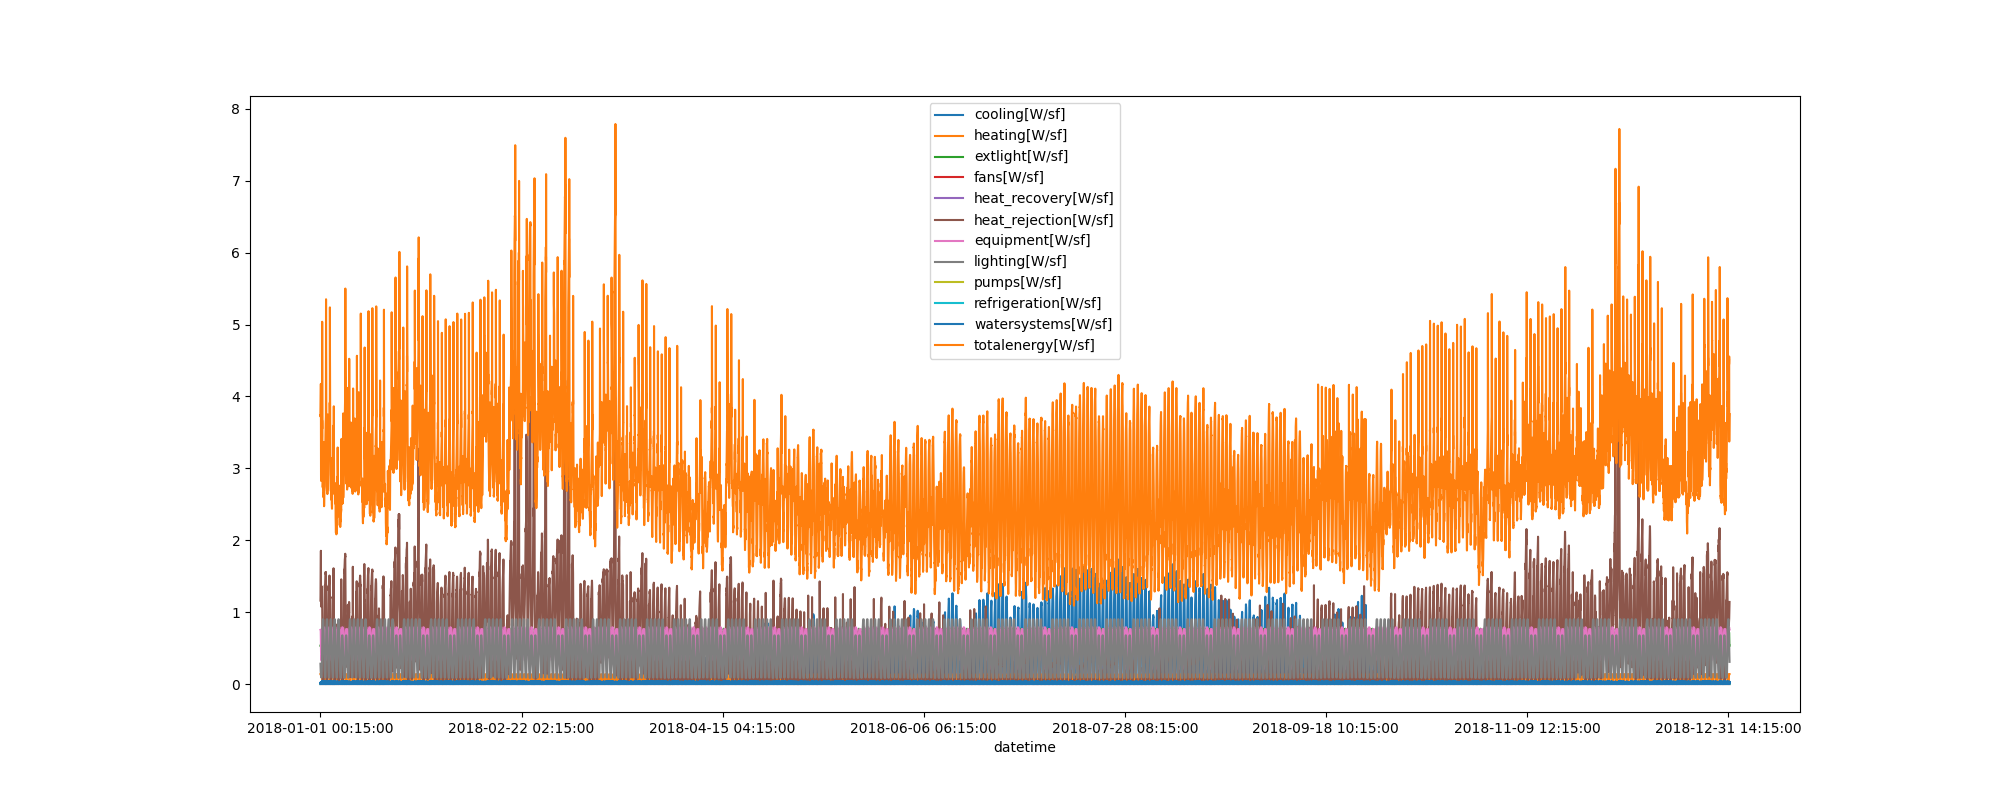 8
7
6
5
4
3
2
1
0
cooling[W/sf]
heating[W/sf]
extlight[W/sf]
fans[W/sf]
heat_recovery[W/sf]
heat_rejection[W/sf]
equipment[W/sf]
lighting[W/sf]
pumps[W/sf]
refrigeration[W/sf]
watersystems[W/sf]
totalenergy[W/sf]
2018-01-01 00:15:00 2018-02-22 02:15:00 2018-04-15 04:15:00 2018-06-06 06:15:00 2018-07-28 08:15:00 2018-09-18 10:15:00 2018-11-09 12:15:00 2018-12-31 14:15:00
datetime